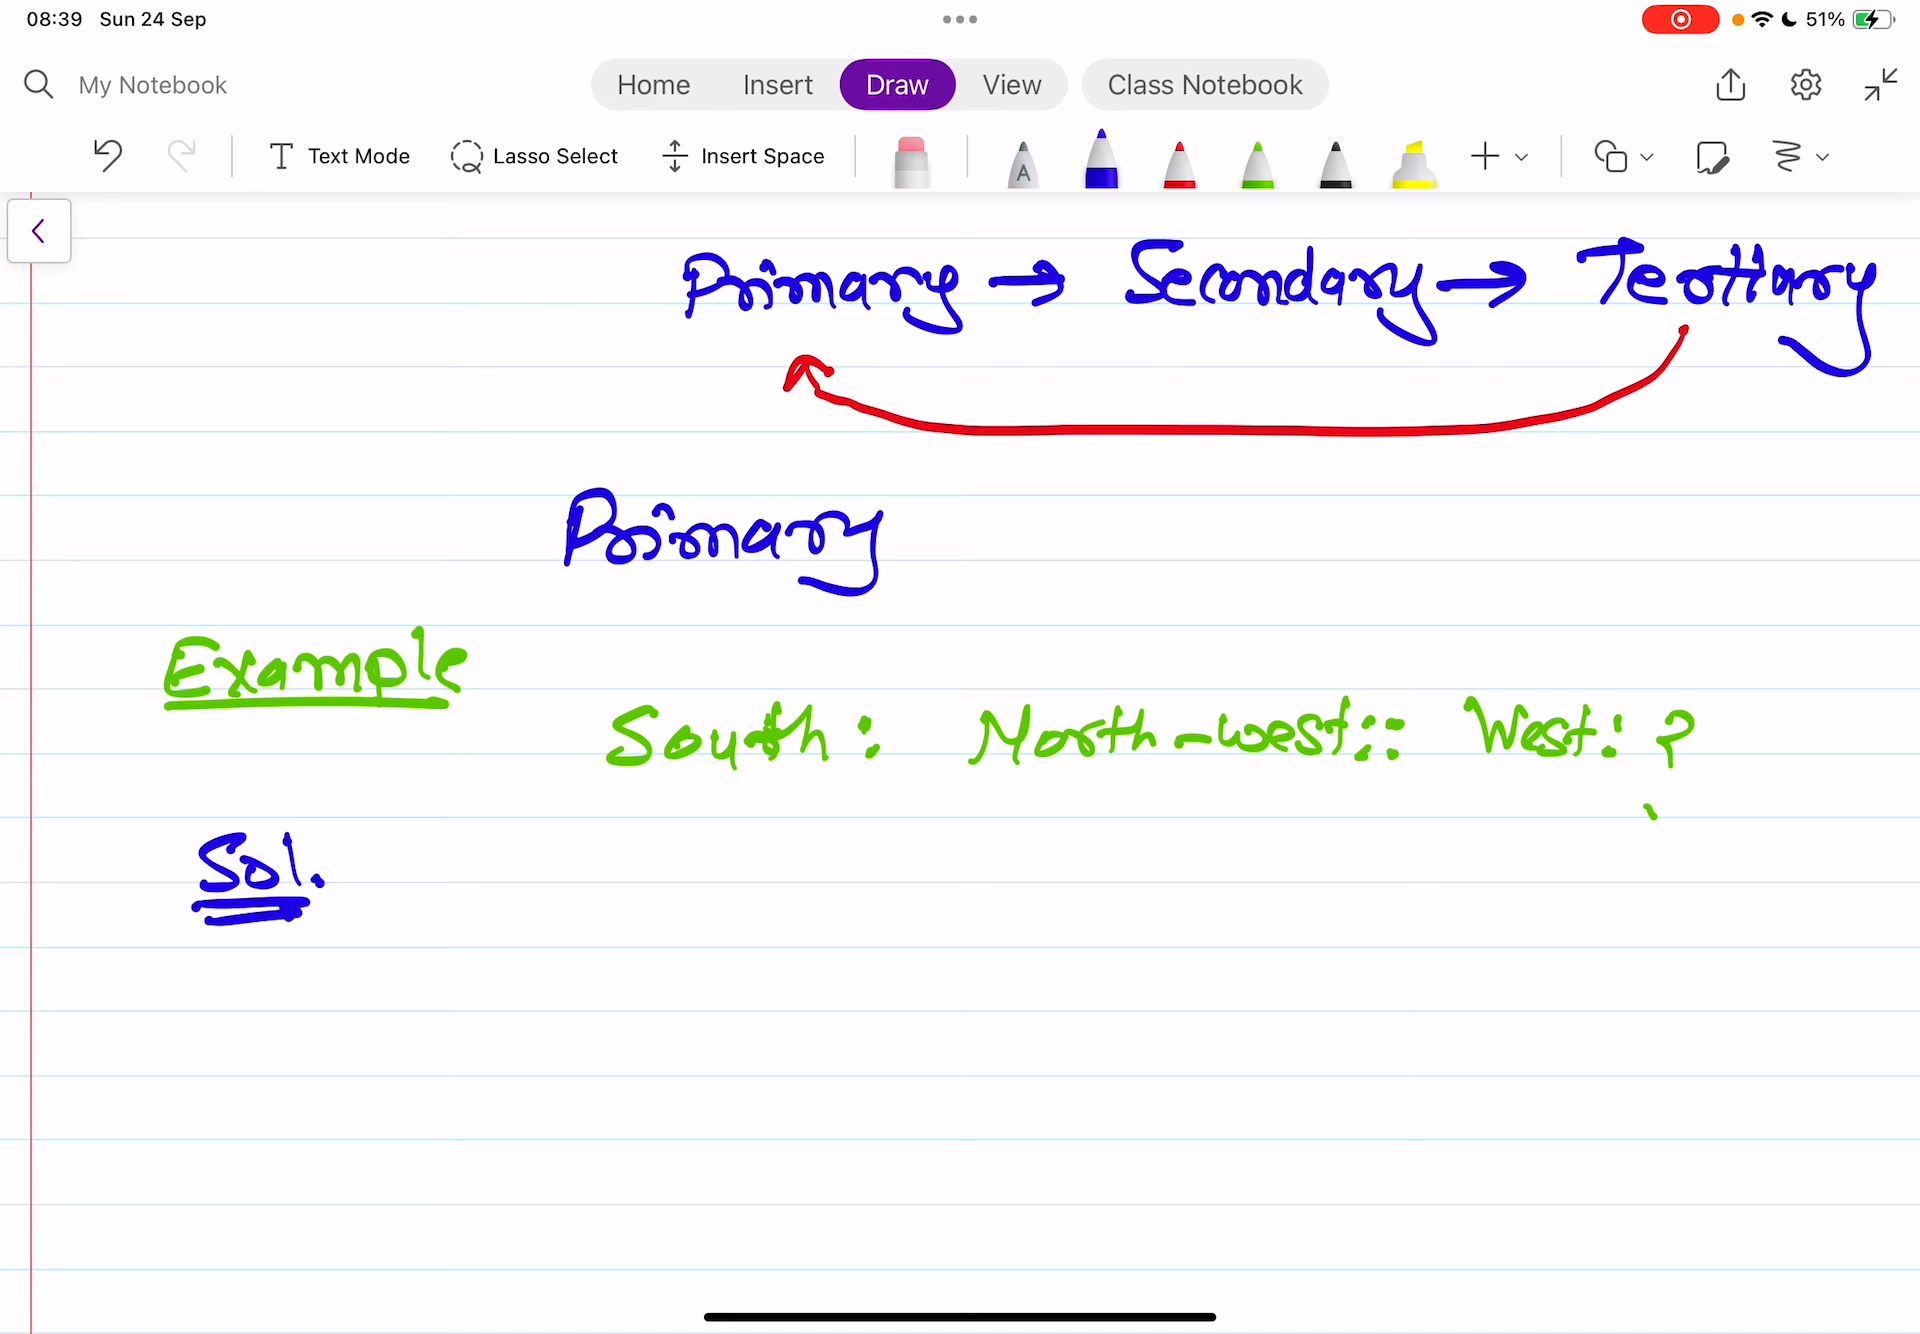 08:39 Sun 24 Sep 51%
My Notebook Home Insert Draw View Class Notebook
Text Mode Lasso Select Insert Space A
Primary → Secondary → Tertiary
Primary
Example
South : North-west :: West : ?
Sol.